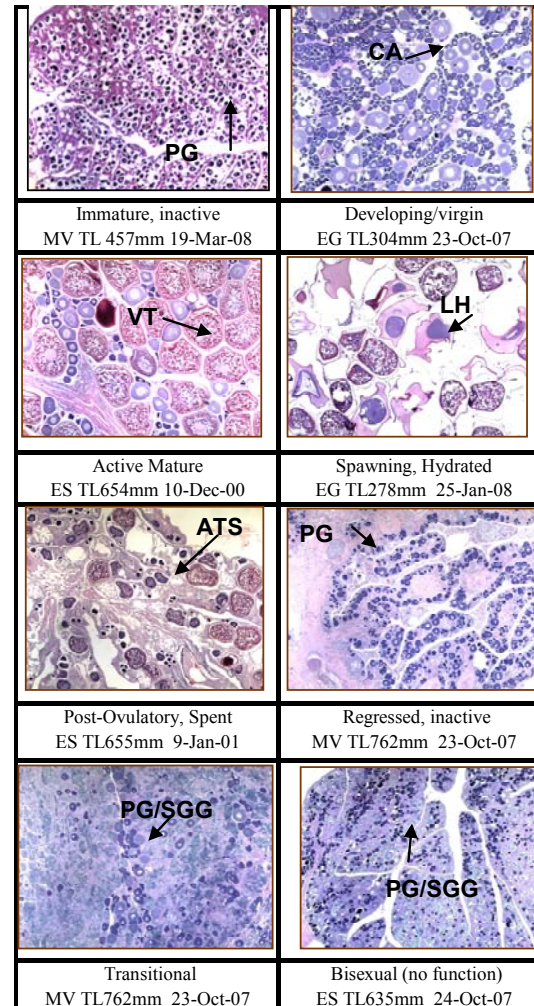 PG
CA
Immature, inactive
MV TL 457mm 19-Mar-08
Developing/virgin
EG TL304mm 23-Oct-07
VT
LH
Active Mature
ES TL654mm 10-Dec-00
Spawning, Hydrated
EG TL278mm 25-Jan-08
ATS
PG
Post-Ovulatory, Spent
ES TL655mm 9-Jan-01
Regressed, inactive
MV TL762mm 23-Oct-07
PG/SGG
PG/SGG
Transitional
MV TL762mm 23-Oct-07
Bisexual (no function)
ES TL635mm 24-Oct-07